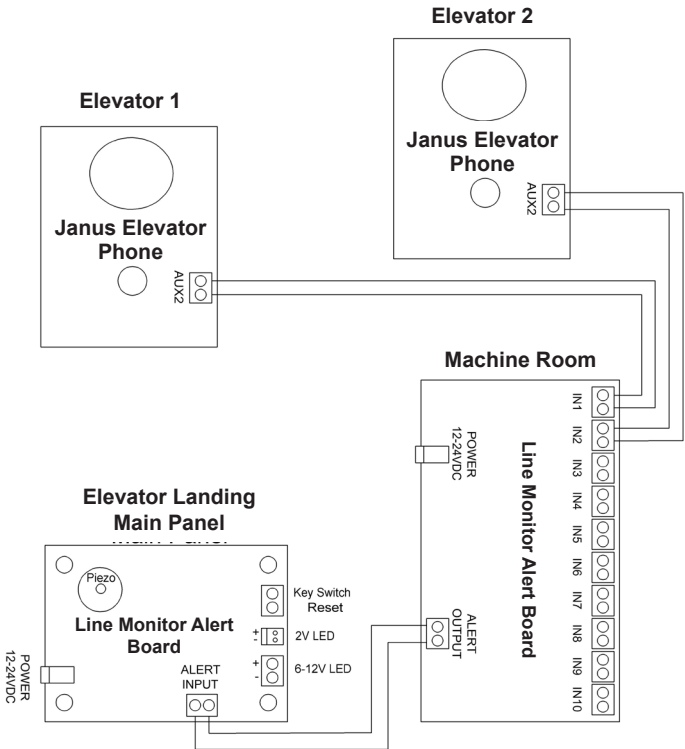 Elevator 2
Janus Elevator
Phone
AUX2
Elevator 1
Janus Elevator
Phone
AUX2
Machine Room
IN1
IN2
IN3
IN4
IN5
IN6
IN7
IN8
IN9
IN10
POWER
12-24VDC
Line Monitor Alert Board
ALERT
OUTPUT
Elevator Landing
Main Panel
Main Panel
Piezo
Key Switch
Reset
Line Monitor Alert
Board
+
-
2V LED
+
-
6-12V LED
POWER
12-24VDC
ALERT
INPUT